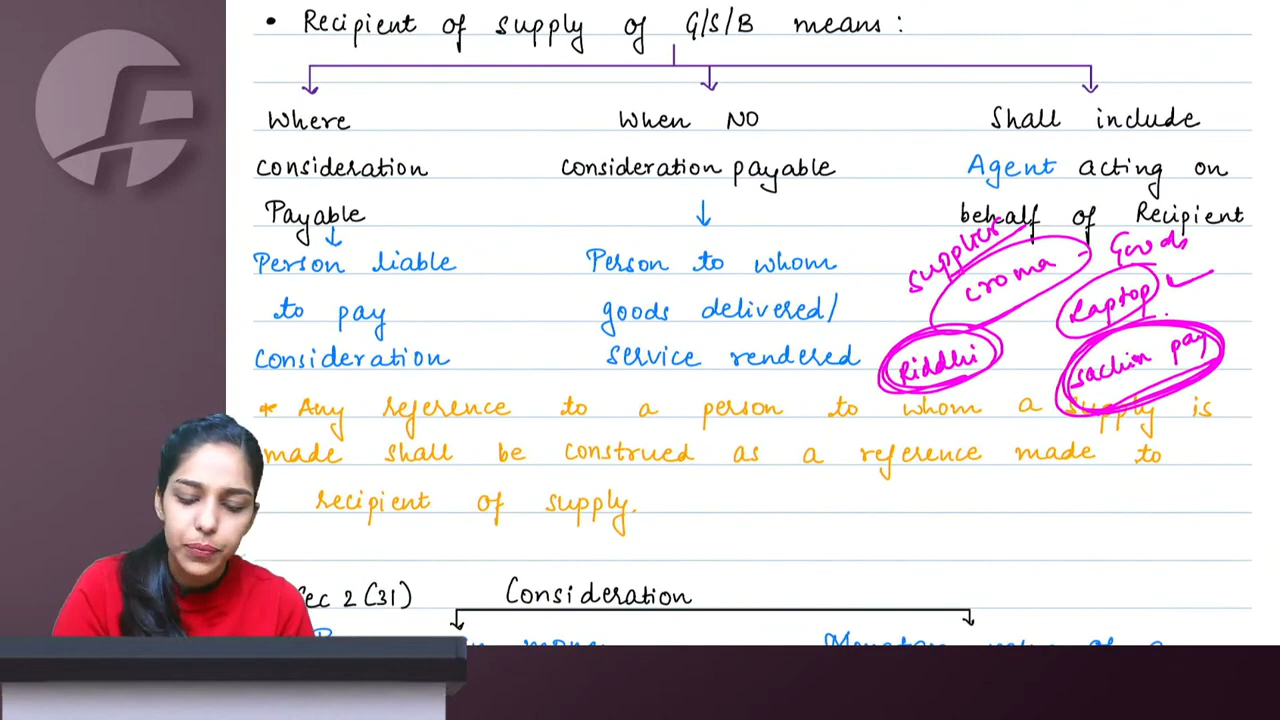 • Recipient of supply of G/S/B means:
Where
consideration
Payable
Person liable
to pay
consideration
When NO
consideration payable
Person to whom
goods delivered/
service rendered
Shall include
Agent acting on
behalf of Recipient
supplier
croma - Goods
Laptop
Riddhi
sachin pay
* Any reference to a person to whom a supply is
made shall be construed as a reference made to
recipient of supply.
ec 2 (31) Consideration